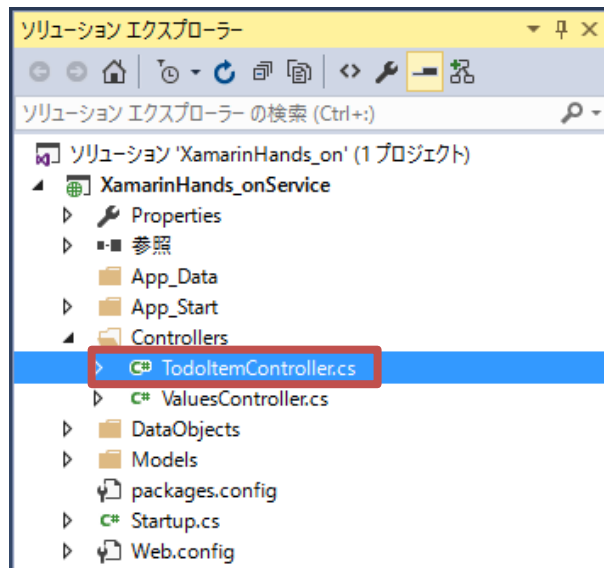 ソリューション エクスプローラー
ソリューション エクスプローラー の検索 (Ctrl+:)
ソリューション 'XamarinHands_on' (1 プロジェクト)
XamarinHands_onService
Properties
参照
App_Data
App_Start
Controllers
C# TodoItemController.cs
C# ValuesController.cs
DataObjects
Models
packages.config
C# Startup.cs
Web.config